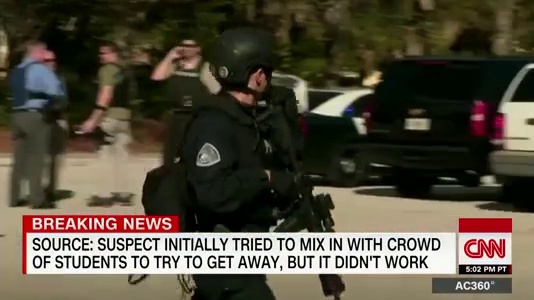 BREAKING NEWS
SOURCE: SUSPECT INITIALLY TRIED TO MIX IN WITH CROWD
OF STUDENTS TO TRY TO GET AWAY, BUT IT DIDN'T WORK
CNN
5:02 PM PT
AC360°